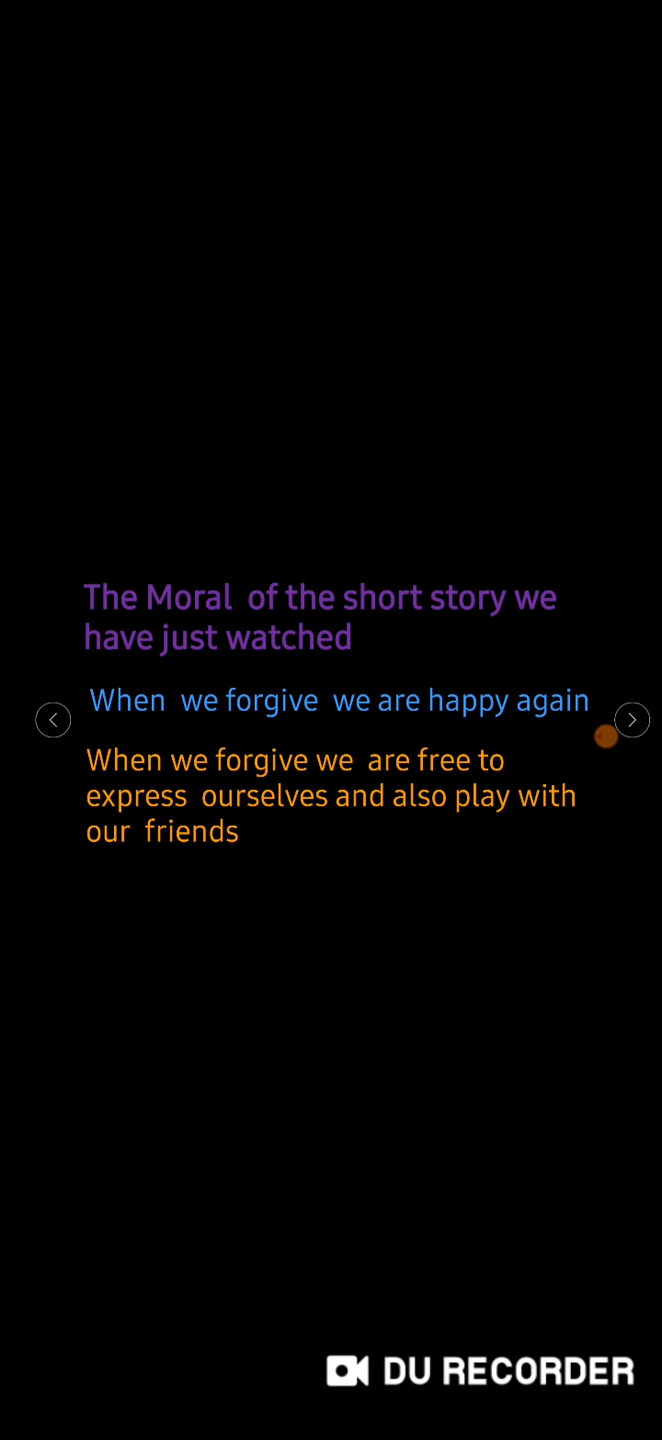 The Moral  of the short story we
have just watched
When  we forgive  we are happy again
When we forgive we  are free to
express  ourselves and also play with
our  friends
DU RECORDER